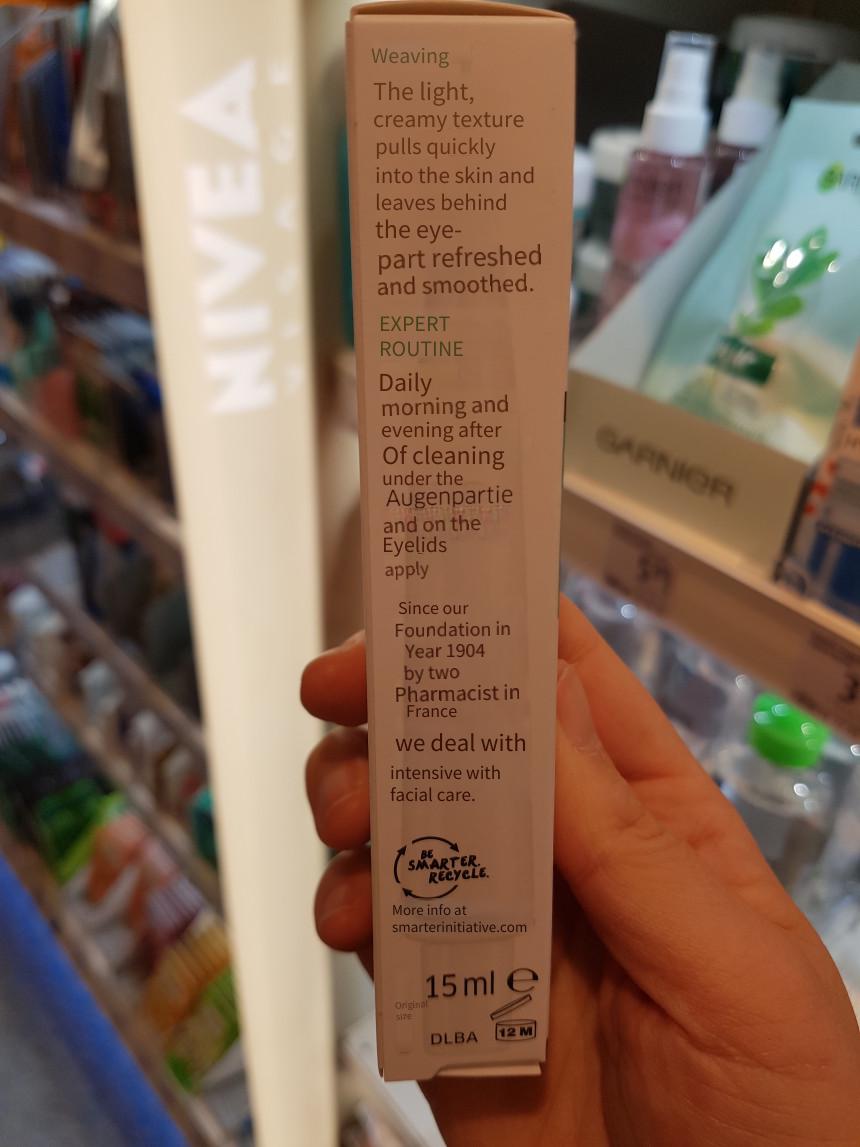 Weaving
The light,
creamy texture
pulls quickly
into the skin and
leaves behind
the eye-
part refreshed
and smoothed.
EXPERT
ROUTINE
Daily
morning and
evening after
Of cleaning
under the
Augenpartie
and on the
Eyelids
apply
Since our
Foundation in
Year 1904
by two
Pharmacist in
France
we deal with
intensive with
facial care.
BE
SMARTER.
RECYCLE.
More info at
smarterinitiative.com
15 ml e
Original
size
DLBA
12 M
NIVEA
GARNIER